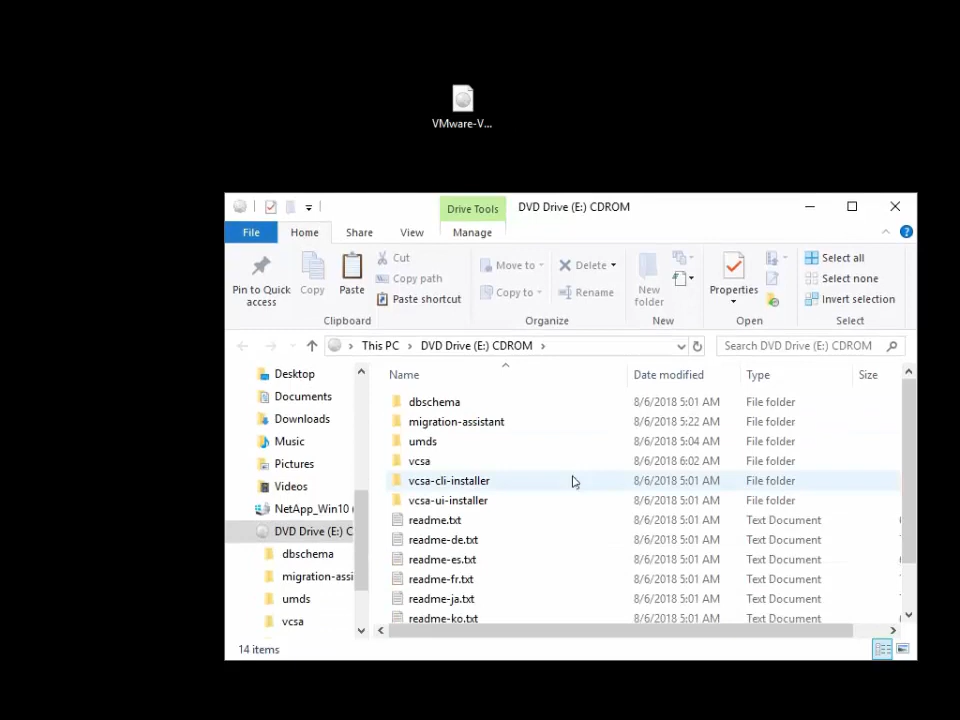 VMware-V...
Drive Tools
DVD Drive (E:) CDROM
File
Home
Share
View
Manage
Pin to Quick access
Copy
Paste
Cut
Copy path
Paste shortcut
Move to
Copy to
Delete
Rename
New folder
Properties
Select all
Select none
Invert selection
Clipboard
Organize
New
Open
Select
This PC
DVD Drive (E:) CDROM
Search DVD Drive (E:) CDROM
Desktop
Documents
Downloads
Music
Pictures
Videos
NetApp_Win10 (
DVD Drive (E:) C
dbschema
migration-assi
umds
vcsa
Name Date modified Type Size
dbschema 8/6/2018 5:01 AM File folder
migration-assistant 8/6/2018 5:22 AM File folder
umds 8/6/2018 5:04 AM File folder
vcsa 8/6/2018 6:02 AM File folder
vcsa-cli-installer 8/6/2018 5:01 AM File folder
vcsa-ui-installer 8/6/2018 5:01 AM File folder
readme.txt 8/6/2018 5:01 AM Text Document
readme-de.txt 8/6/2018 5:01 AM Text Document
readme-es.txt 8/6/2018 5:01 AM Text Document
readme-fr.txt 8/6/2018 5:01 AM Text Document
readme-ja.txt 8/6/2018 5:01 AM Text Document
readme-ko.txt 8/6/2018 5:01 AM Text Document
14 items